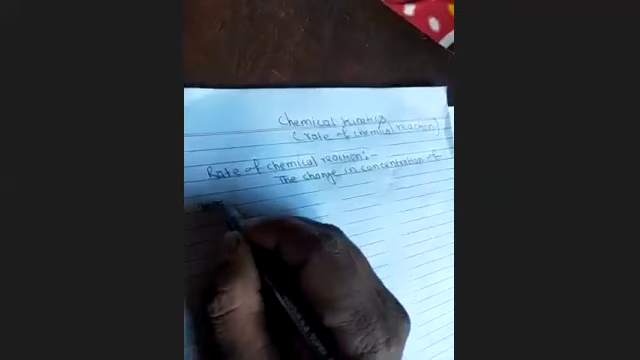 Chemical kinetics
(rate of chemical reaction)
Rate of chemical reaction:-
The change in concentration of